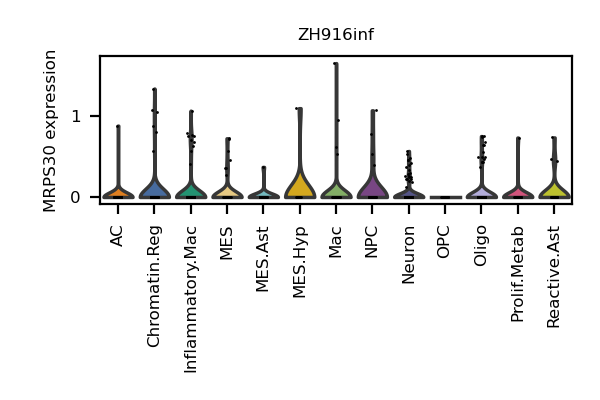 ZH916inf
MRPS30 expression
1
0
AC
Chromatin.Reg
Inflammatory.Mac
MES
MES.Ast
MES.Hyp
Mac
NPC
Neuron
OPC
Oligo
Prolif.Metab
Reactive.Ast